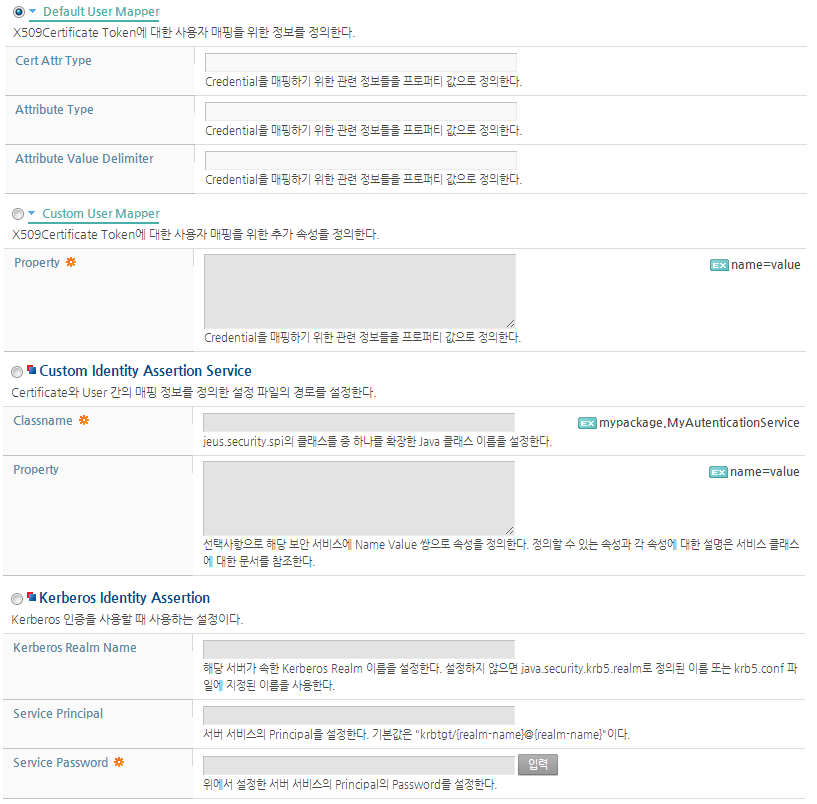 Default User Mapper
X509Certificate Token에 대한 사용자 매핑을 위한 정보를 정의한다.
Cert Attr Type
Credential을 매핑하기 위한 관련 정보들을 프로퍼티 값으로 정의한다.
Attribute Type
Credential을 매핑하기 위한 관련 정보들을 프로퍼티 값으로 정의한다.
Attribute Value Delimiter
Credential을 매핑하기 위한 관련 정보들을 프로퍼티 값으로 정의한다.
Custom User Mapper
X509Certificate Token에 대한 사용자 매핑을 위한 추가 속성을 정의한다.
Property
EX name=value
Credential을 매핑하기 위한 관련 정보들을 프로퍼티 값으로 정의한다.
Custom Identity Assertion Service
Certificate와 User 간의 매핑 정보를 정의한 설정 파일의 경로를 설정한다.
Classname
EX mypackage.MyAutenticationService
jeus.security.spi의 클래스들 중 하나를 확장한 Java 클래스 이름을 설정한다.
Property
EX name=value
선택사항으로 해당 보안 서비스에 Name Value 쌍으로 속성을 정의한다. 정의할 수 있는 속성과 각 속성에 대한 설명은 서비스 클래스
에 대한 문서를 참조한다.
Kerberos Identity Assertion
Kerberos 인증을 사용할 때 사용하는 설정이다.
Kerberos Realm Name
해당 서버가 속한 Kerberos Realm 이름을 설정한다. 설정하지 않으면 java.security.krb5.realm로 정의된 이름 또는 krb5.conf 파
일에 지정된 이름을 사용한다.
Service Principal
서버 서비스의 Principal을 설정한다. 기본값은 "krbtgt/{realm-name}@{realm-name}"이다.
Service Password
입력
위에서 설정한 서버 서비스의 Principal의 Password를 설정한다.